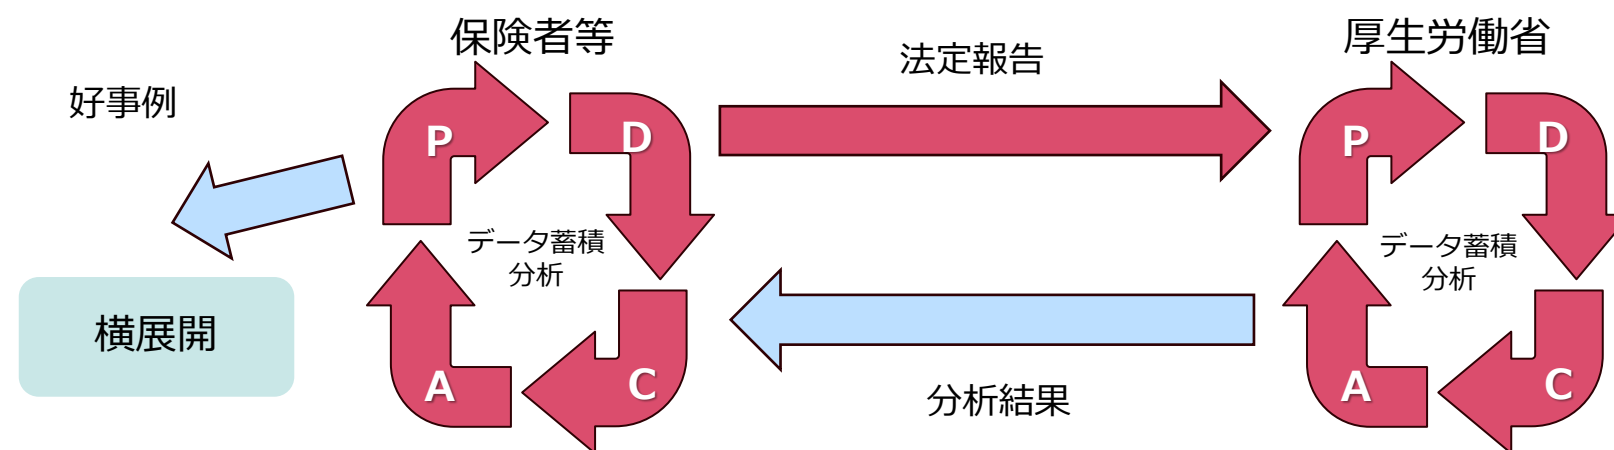 保険者等
厚生労働省
法定報告
好事例
P
D
P
D
データ蓄積
分析
データ蓄積
分析
横展開
A
C
分析結果
A
C